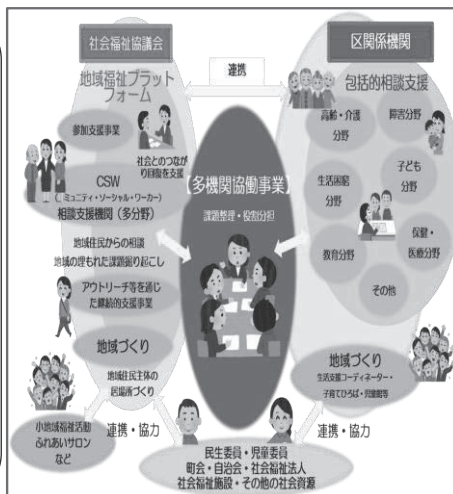 社会福祉協議会
地域福祉プラット
フォーム
参加支援事業
社会とのつなが
り回復を支援
CSW
ミュニティ・ソーシャル・ワーカー)
相談支援機関(多分野)
地域住民からの相談
地域の埋もれた課題掘り起こし
アウトリーチ等を通じ
た継続的支援事業
地域づくり
地域住民主体の
居場所づくり
小地域福祉活動
ふれあいサロン
など
連携
【多機関協働事業】
課題整理・役割分担
区関係機関
包括的相談支援
高齢・介護
分野
障害分野
生活困窮
分野
子ども
分野
教育分野
保健・
医療分野
その他
地域づくり
生活支援コーディネーター・
子育てひろば・児童館等
連携・協力
連携・協力
民生委員・児童委員
町会・自治会・社会福祉法人
社会福祉施設・その他の社会資源